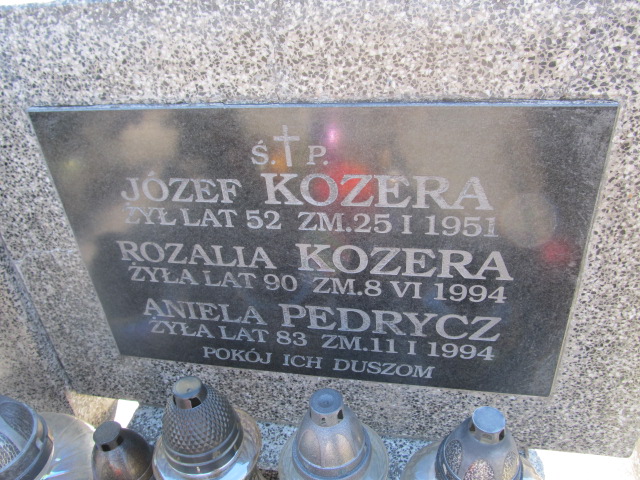 Ś. P.
JÓZEF KOZERA
ŻYŁ LAT 52 ZM. 25 I 1951
ROZALIA KOZERA
ŻYŁA LAT 90 ZM. 8 VI 1994
ANIELA PEDRYCZ
ŻYŁA LAT 83 ZM. 11 I 1994
POKÓJ ICH DUSZOM